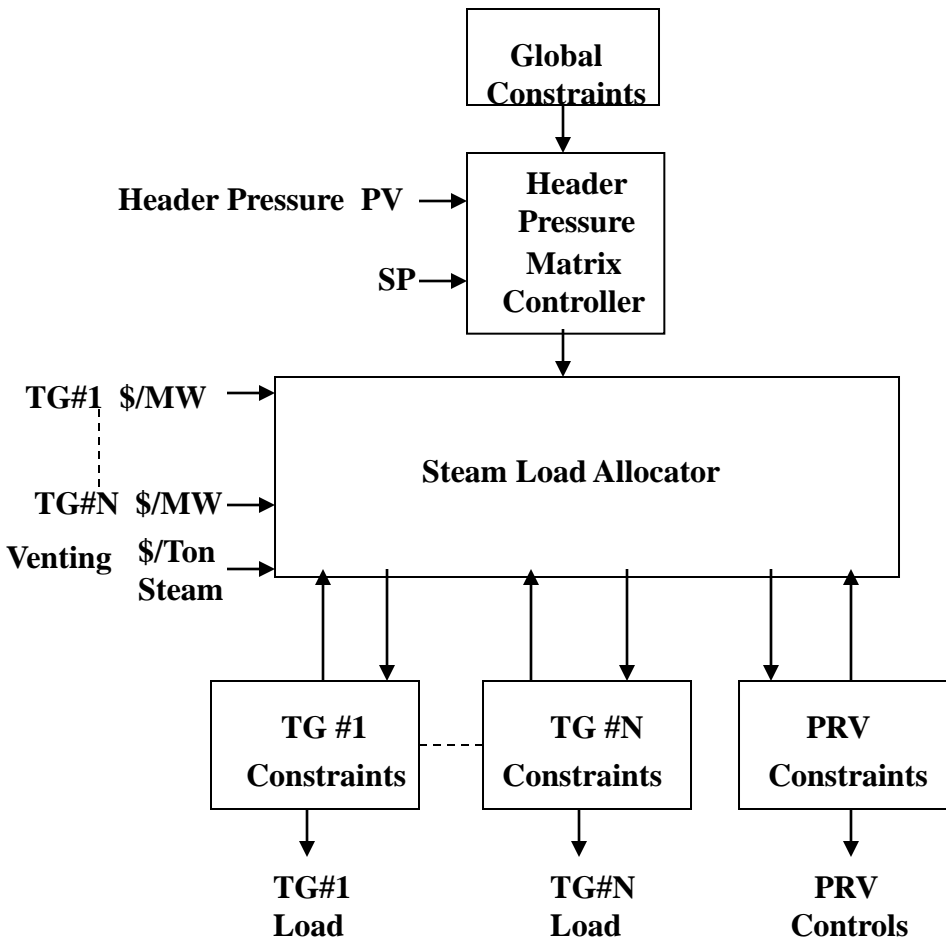 Global
Constraints
Header Pressure PV
Header
Pressure
Matrix
Controller
SP
TG#1 $/MW
Steam Load Allocator
TG#N $/MW
Venting $/Ton
Steam
TG #1
Constraints
TG #N
Constraints
PRV
Constraints
TG#1
Load
TG#N
Load
PRV
Controls